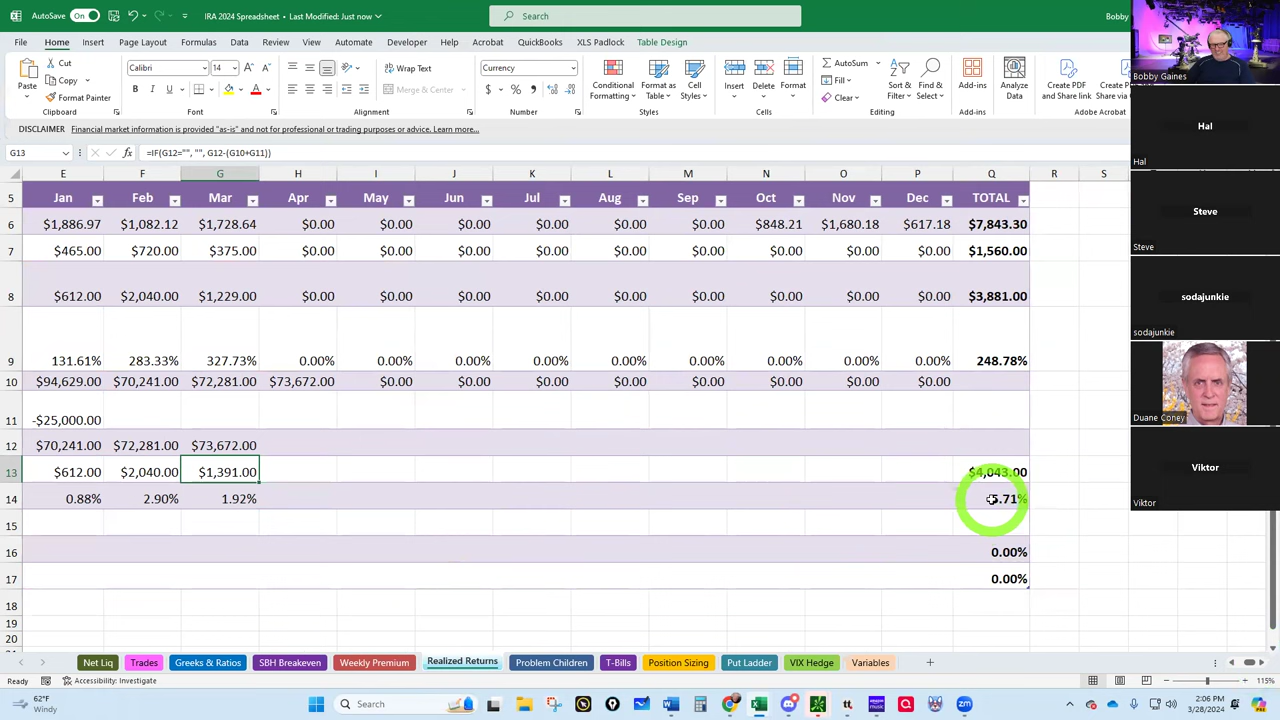 AutoSave On IRA 2024 Spreadsheet • Last Modified: Just now Search Bobby
File Home Insert Page Layout Formulas Data Review View Automate Developer Help Acrobat QuickBooks XLS Padlock Table Design
Paste Cut Copy Format Painter Calibri 14 Wrap Text Merge & Center Currency Conditional Formatting Format as Table Cell Styles Insert Delete Format AutoSum Fill Clear Sort & Filter Find & Select Add-ins Analyze Data Create PDF and Share link Create PDF and Share via
Clipboard Font Alignment Number Styles Cells Editing Add-ins Adobe Acrobat
DISCLAIMER Financial market information is provided "as-is" and not for professional or trading purposes or advice. Learn more...
G13 fx =IF(G12="", "", G12-(G10+G11))
E F G H I J K L M N O P Q R S
5 Jan Feb Mar Apr May Jun Jul Aug Sep Oct Nov Dec TOTAL
6 $1,886.97 $1,082.12 $1,728.64 $0.00 $0.00 $0.00 $0.00 $0.00 $0.00 $848.21 $1,680.18 $617.18 $7,843.30
7 $465.00 $720.00 $375.00 $0.00 $0.00 $0.00 $0.00 $0.00 $0.00 $0.00 $0.00 $0.00 $1,560.00
8 $612.00 $2,040.00 $1,229.00 $0.00 $0.00 $0.00 $0.00 $0.00 $0.00 $0.00 $0.00 $0.00 $3,881.00
9 131.61% 283.33% 327.73% 0.00% 0.00% 0.00% 0.00% 0.00% 0.00% 0.00% 0.00% 0.00% 248.78%
10 $94,629.00 $70,241.00 $72,281.00 $73,672.00 $0.00 $0.00 $0.00 $0.00 $0.00 $0.00 $0.00 $0.00
11 -$25,000.00
12 $70,241.00 $72,281.00 $73,672.00
13 $612.00 $2,040.00 $1,391.00 $4,043.00
14 0.88% 2.90% 1.92% 5.71%
15
16 0.00%
17 0.00%
18
19
20
Net Liq Trades Greeks & Ratios SBH Breakeven Weekly Premium Realized Returns Problem Children T-Bills Position Sizing Put Ladder VIX Hedge Variables
Ready Accessibility: Investigate 115%
62°F Mostly cloudy Search 2:06 PM
3/28/2024
Bobby Gaines
Hal
Hal
Steve
Steve
sodajunkie
sodajunkie
Duane Coney
Viktor
Viktor